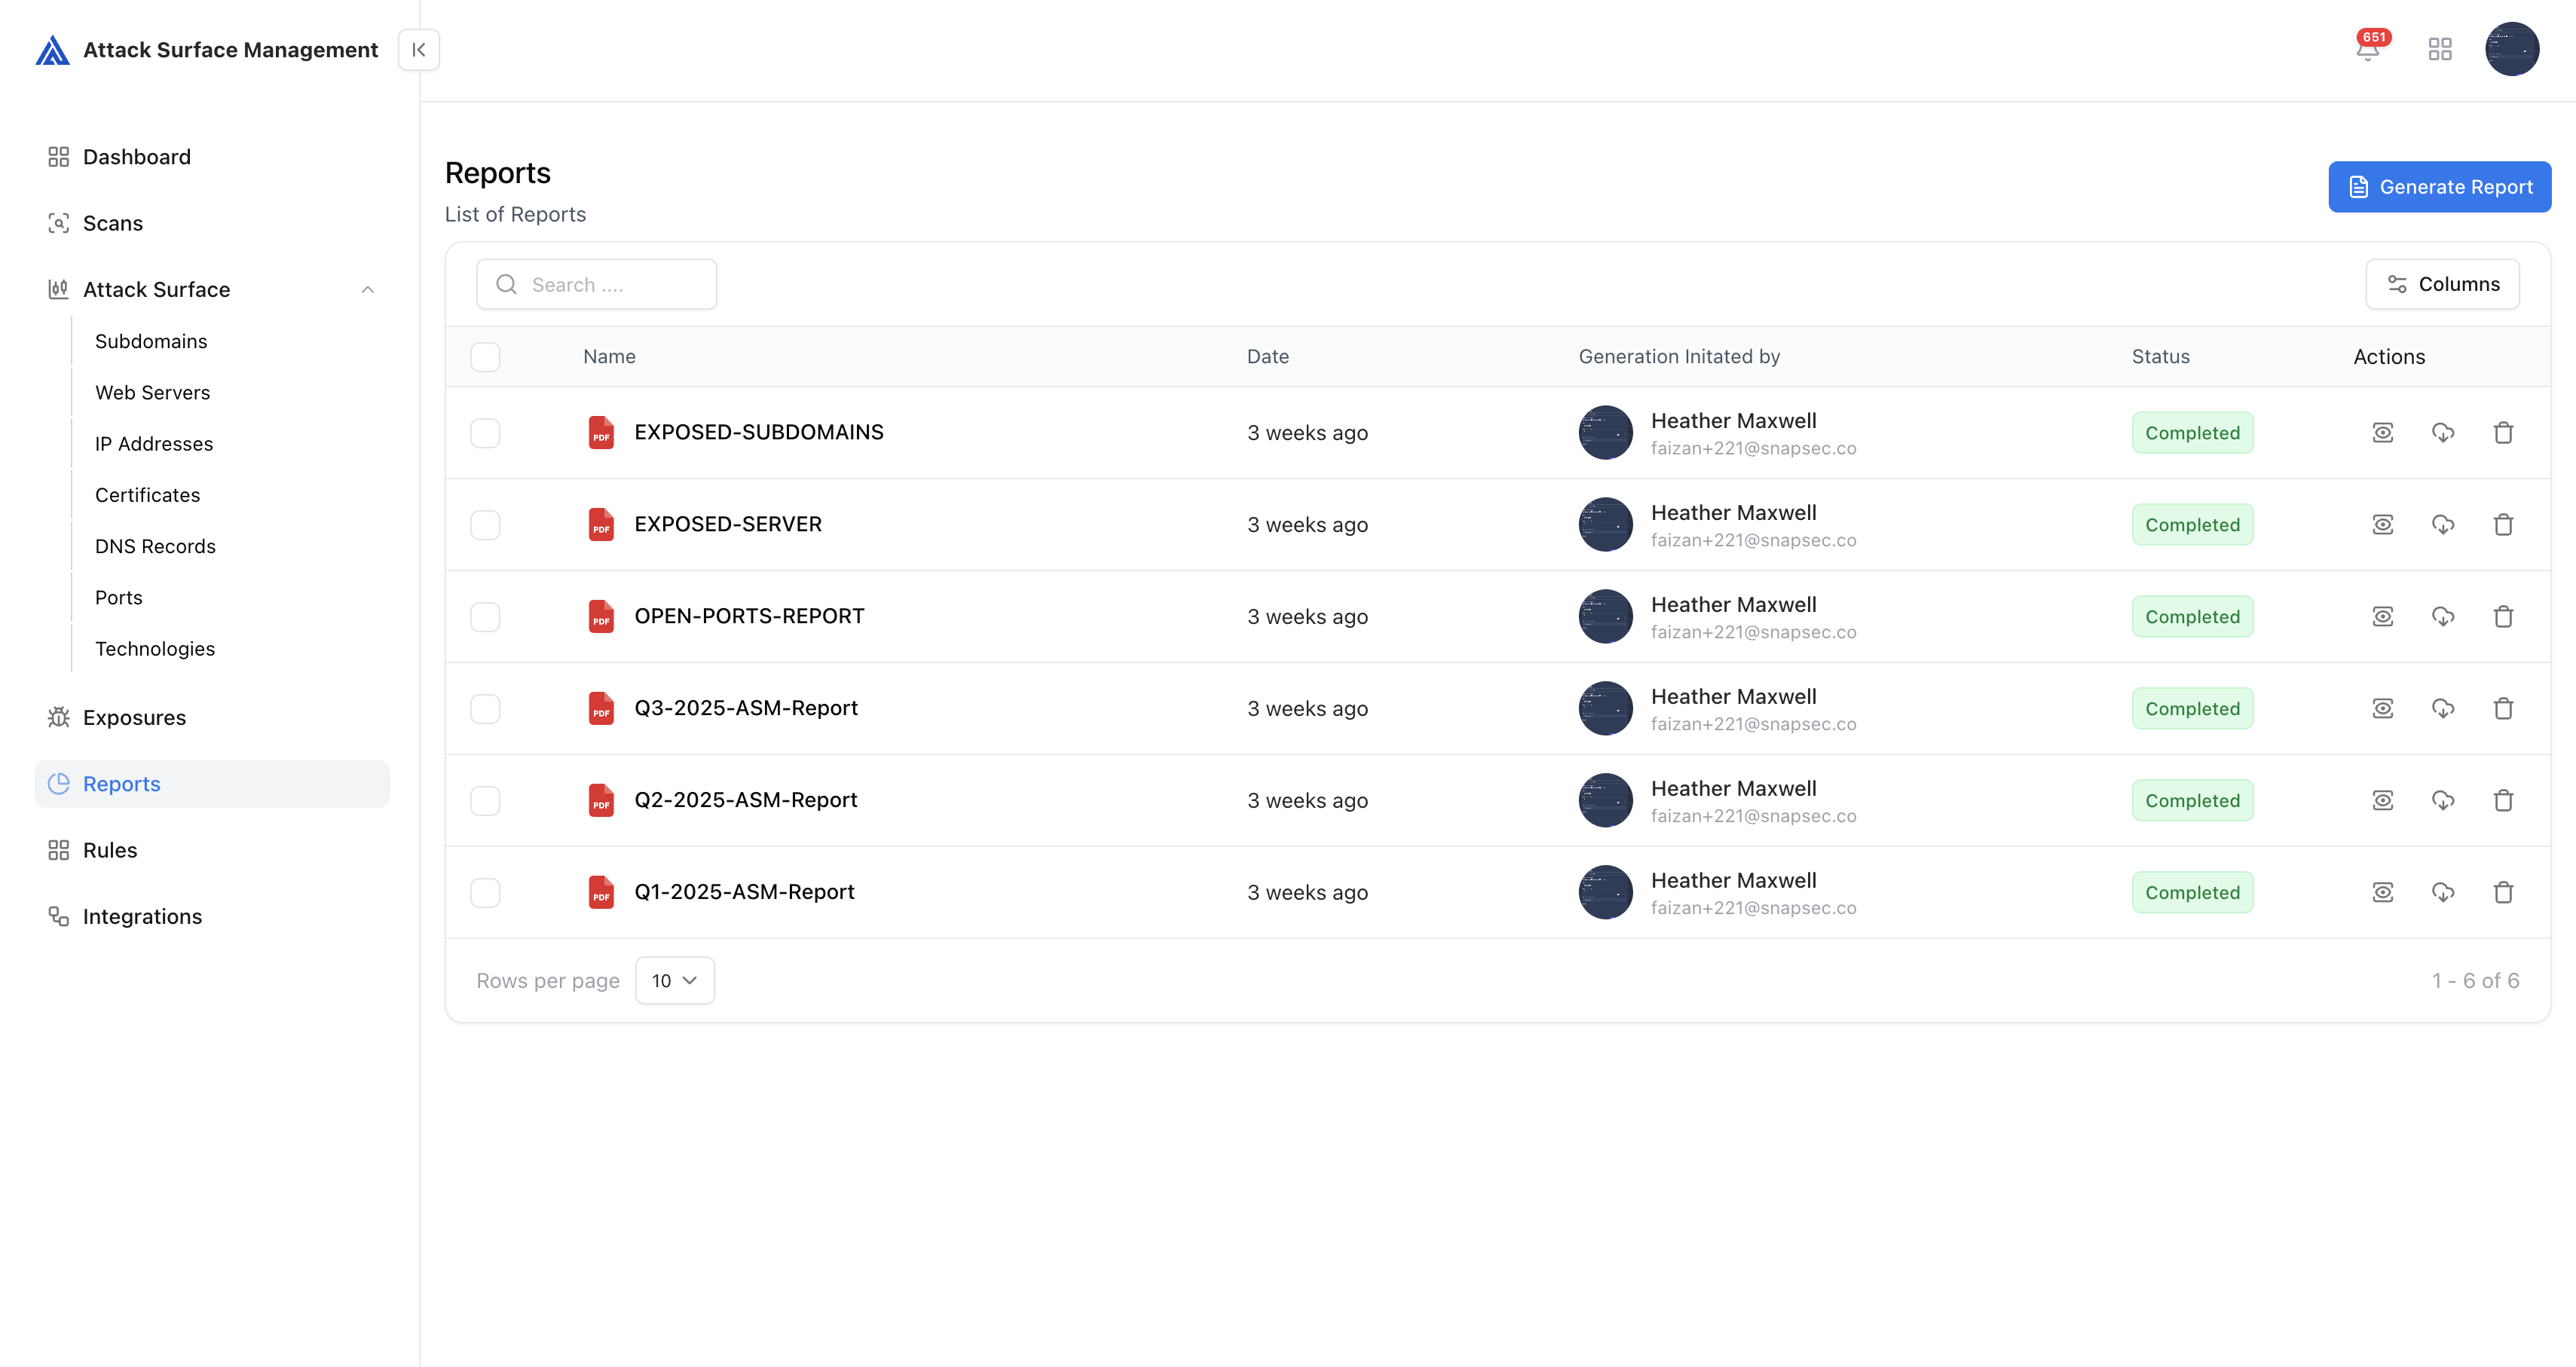 Attack Surface Management
651
Dashboard
Scans
Attack Surface
Subdomains
Web Servers
IP Addresses
Certificates
DNS Records
Ports
Technologies
Exposures
Reports
Rules
Integrations
Reports
List of Reports
Generate Report
Search ....
Columns
Name Date Generation Initated by Status Actions
PDF EXPOSED-SUBDOMAINS 3 weeks ago Heather Maxwell Completed
faizan+221@snapsec.co
PDF EXPOSED-SERVER 3 weeks ago Heather Maxwell Completed
faizan+221@snapsec.co
PDF OPEN-PORTS-REPORT 3 weeks ago Heather Maxwell Completed
faizan+221@snapsec.co
PDF Q3-2025-ASM-Report 3 weeks ago Heather Maxwell Completed
faizan+221@snapsec.co
PDF Q2-2025-ASM-Report 3 weeks ago Heather Maxwell Completed
faizan+221@snapsec.co
PDF Q1-2025-ASM-Report 3 weeks ago Heather Maxwell Completed
faizan+221@snapsec.co
Rows per page 10 1 - 6 of 6